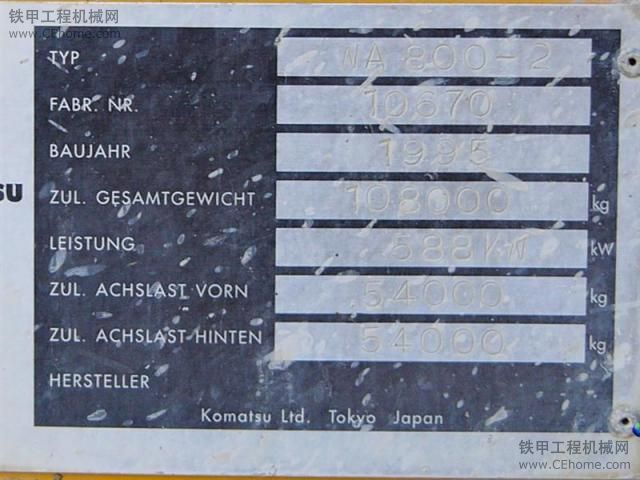 铁甲工程机械网
www.CEhome.com
TYP WA 800-2
FABR. NR. 10670
BAUJAHR 1995
SU
ZUL. GESAMTGEWICHT 108000 kg
LEISTUNG 588KW kW
ZUL. ACHSLAST VORN 54000 kg
ZUL. ACHSLAST HINTEN 54000 kg
HERSTELLER
Komatsu Ltd. Tokyo Japan
铁甲工程机械网
www.CEhome.com